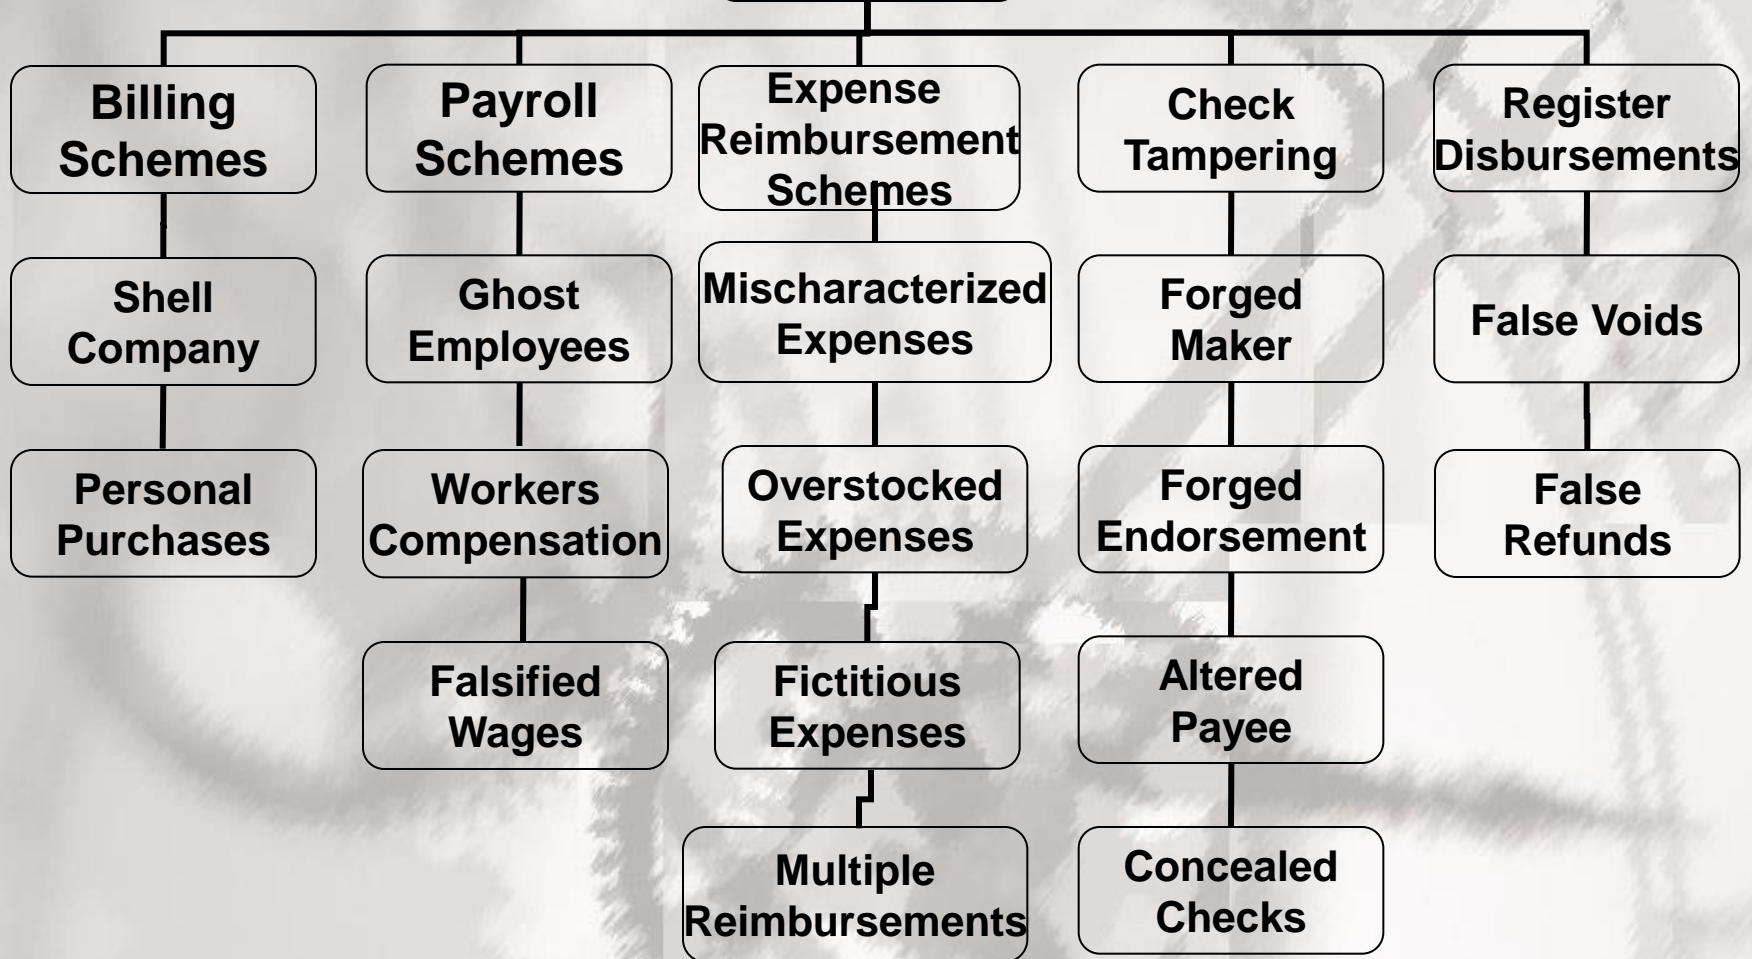 Billing
Schemes
Shell
Company
Personal
Purchases
Payroll
Schemes
Ghost
Employees
Workers
Compensation
Falsified
Wages
Expense
Reimbursement
Schemes
Mischaracterized
Expenses
Overstocked
Expenses
Fictitious
Expenses
Multiple
Reimbursements
Check
Tampering
Forged
Maker
Forged
Endorsement
Altered
Payee
Concealed
Checks
Register
Disbursements
False Voids
False
Refunds